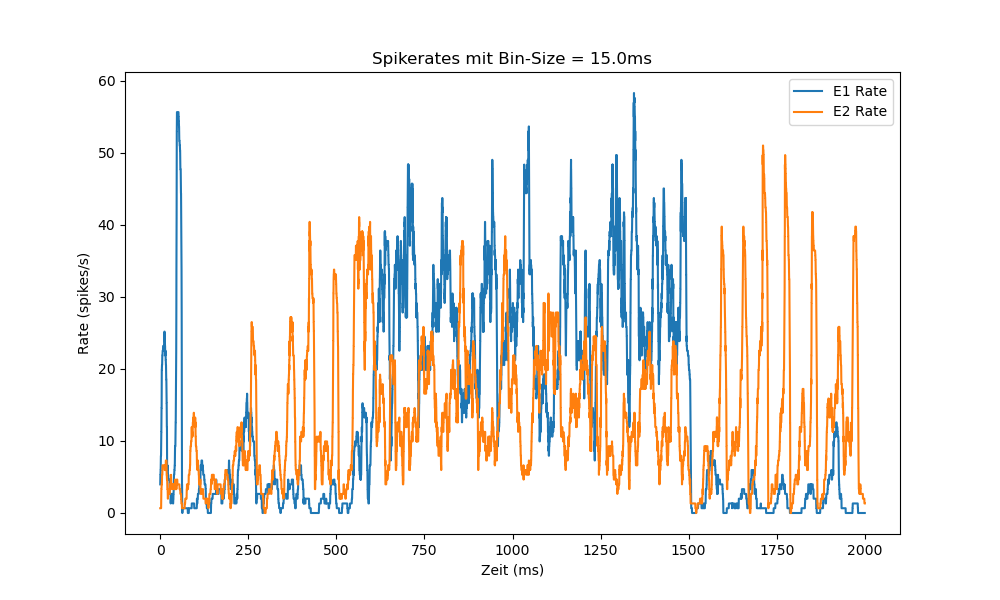 Spikerates mit Bin-Size = 15.0ms
E1 Rate
E2 Rate
60
50
40
30
20
10
0
Rate (spikes/s)
0 250 500 750 1000 1250 1500 1750 2000
Zeit (ms)